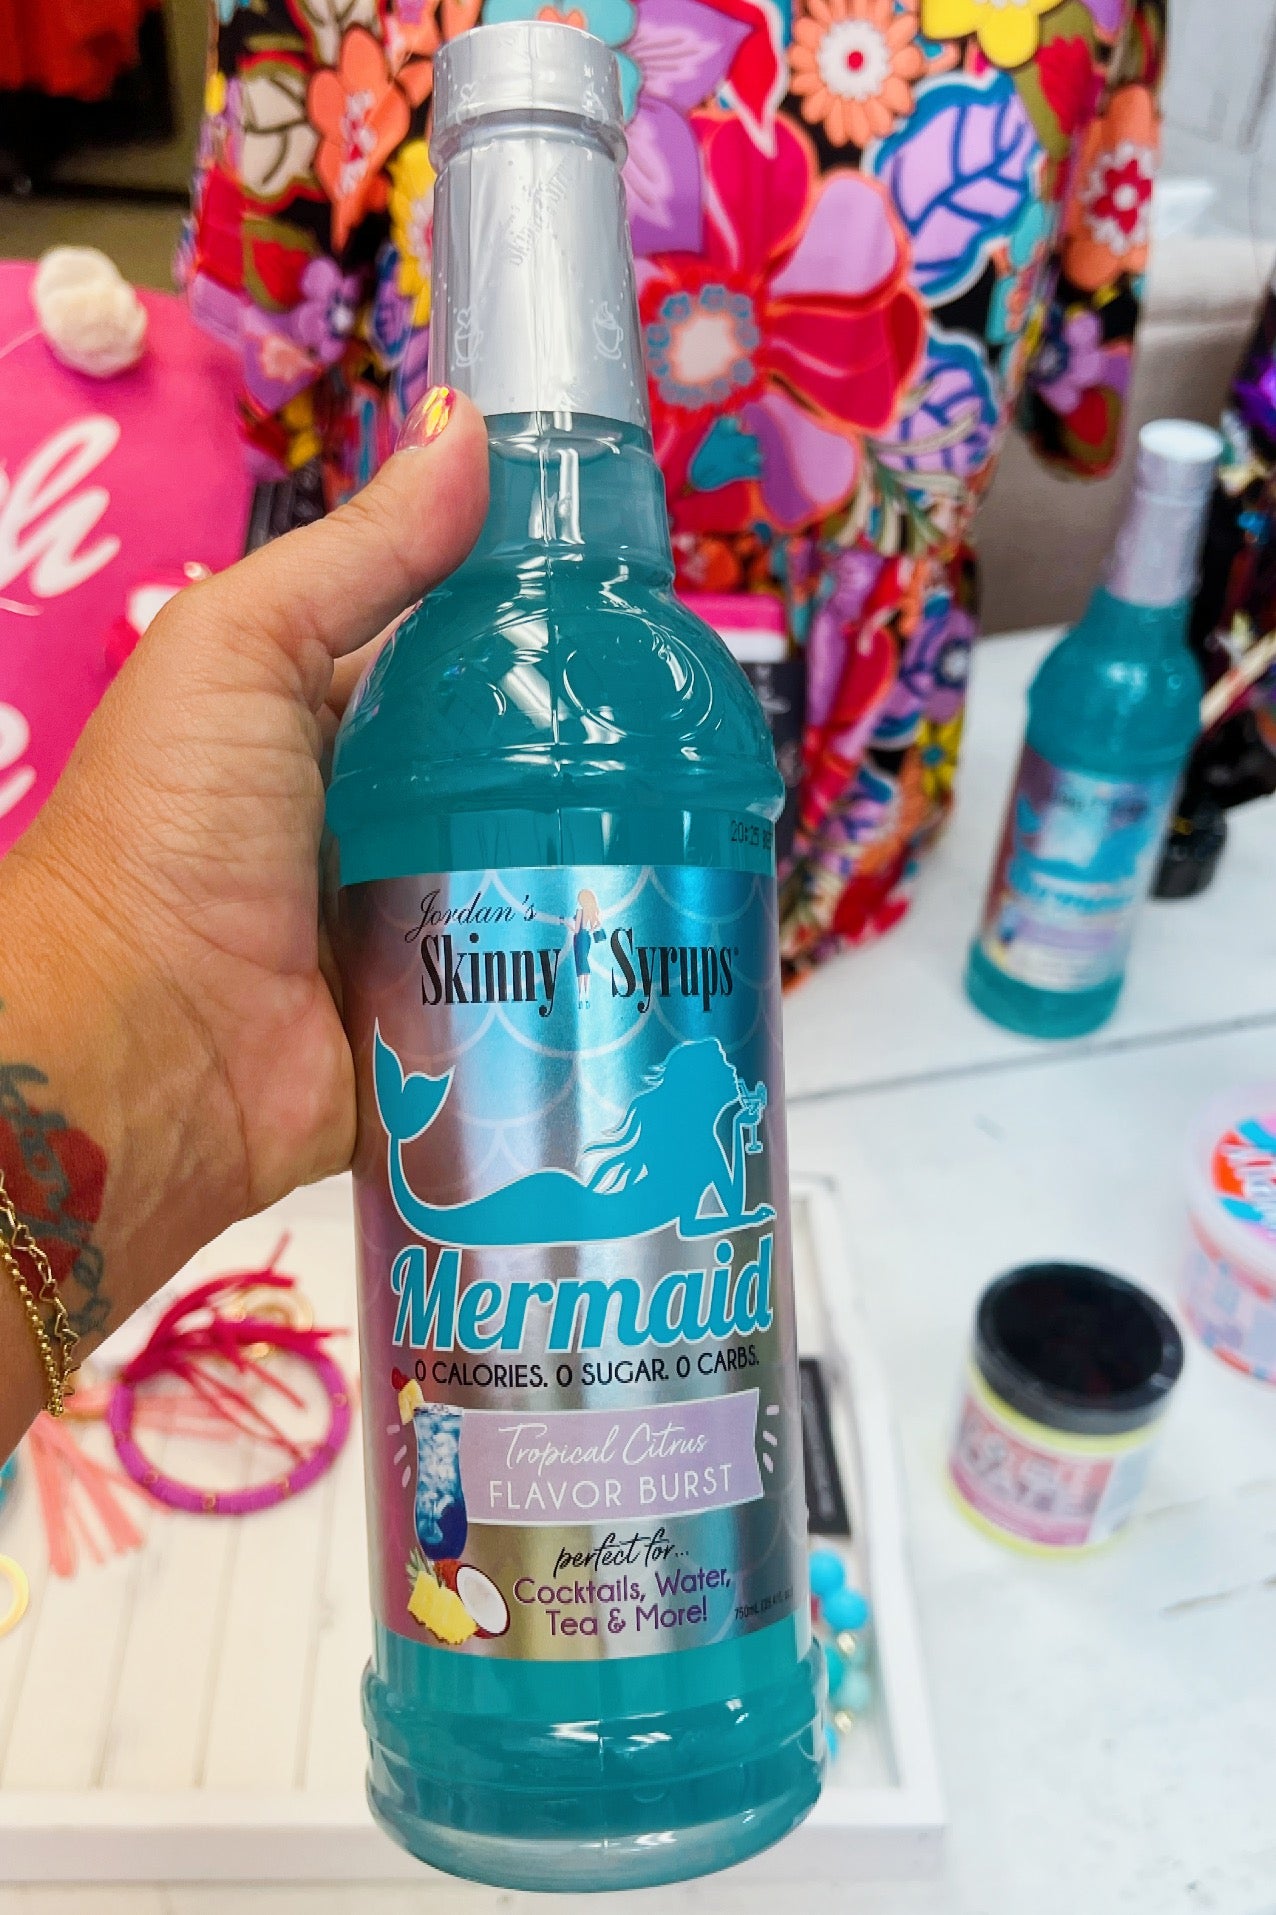 Jordan's
Skinny Syrups
Mermaid
0 CALORIES. 0 SUGAR. 0 CARBS.
Tropical Citrus
FLAVOR BURST
perfect for...
Cocktails, Water,
Tea & More!
750mL